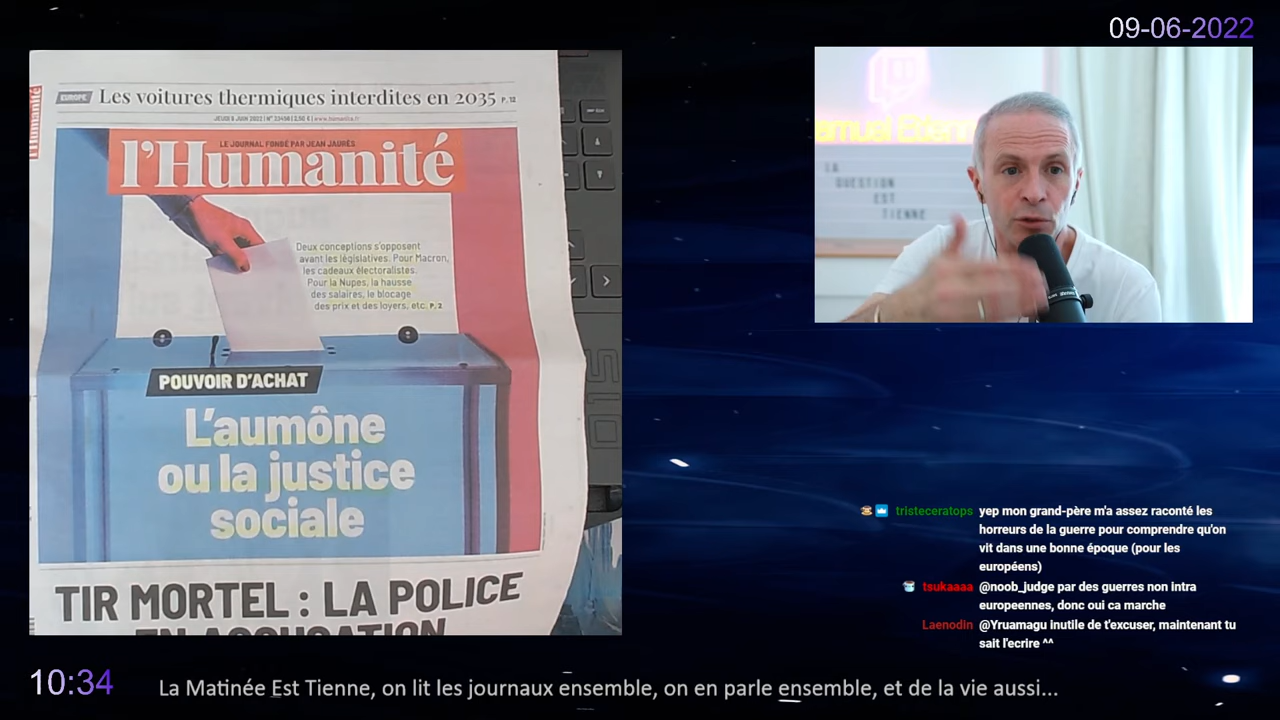 09-06-2022
EUROPE Les voitures thermiques interdites en 2035 P. 12
l'Humanité
LE JOURNAL FONDÉ PAR JEAN JAURÈS
l'Humanité
Deux conceptions s'opposent
avant les législatives. Pour Macron,
les cadeaux électoralistes.
Pour la Nupes, la hausse
des salaires, le blocage
des prix et des loyers, etc. P. 2
POUVOIR D'ACHAT
L'aumône
ou la justice
sociale
TIR MORTEL : LA POLICE
EN ACCUSATION
LA
QUESTION
EST
TIENNE
tristeceratops yep mon grand-père m'a assez raconté les
horreurs de la guerre pour comprendre qu'on
vit dans une bonne époque (pour les
européens)
tsukaaaa @noob_judge par des guerres non intra
europeennes, donc oui ca marche
Laenodin @Yruamagu inutile de t'excuser, maintenant tu
sait l'ecrire ^^
10:34
La Matinée Est Tienne, on lit les journaux ensemble, on en parle ensemble, et de la vie aussi...